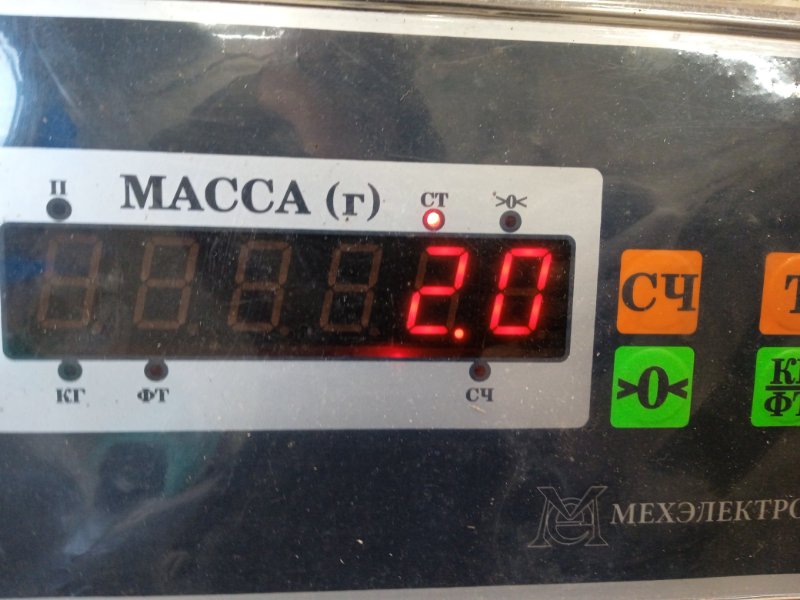 П МАССА (г) СТ >0<
2.0
КГ ФТ СЧ
СЧ Т
>0<
МЕХЭЛЕКТРО